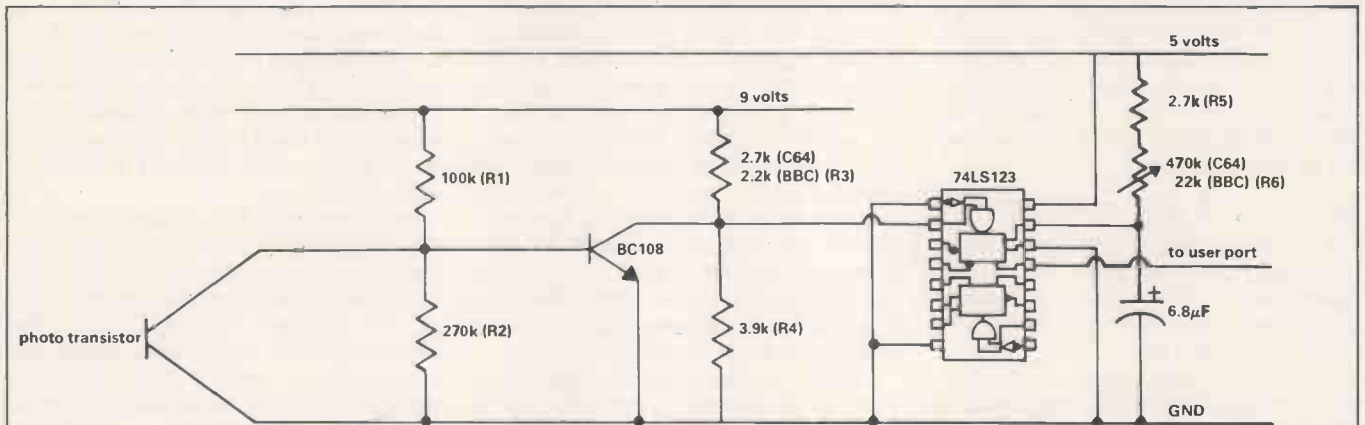 5 volts
9 volts
2.7k (R5)
2.7k (C64)
2.2k (BBC) (R3)
470k (C64)
22k (BBC) (R6)
100k (R1)
74LS123
BC108
to user port
270k (R2)
3.9k (R4)
+
6.8µF
photo transistor
GND